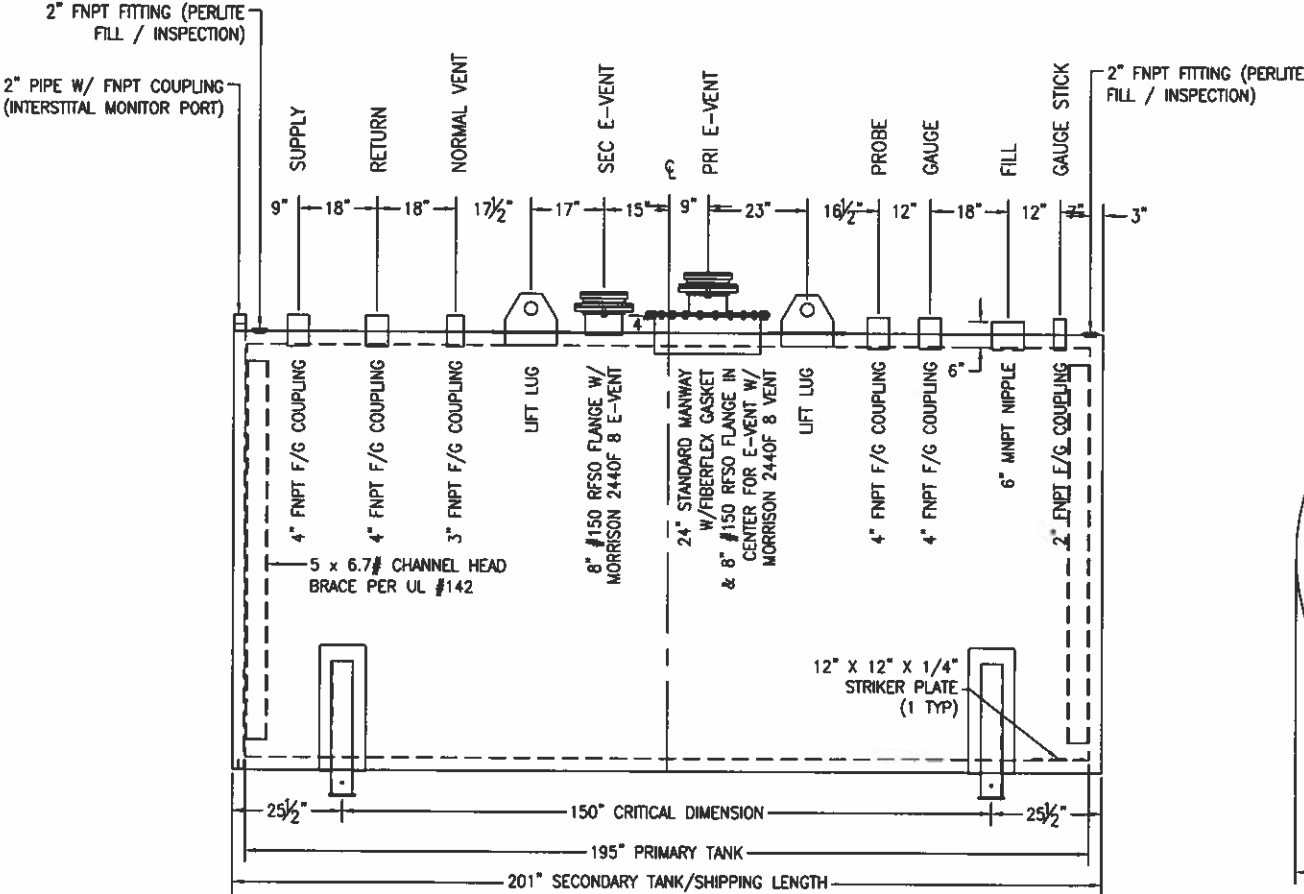 2" FNPT FITTING (PERLITE
FILL / INSPECTION)
2" PIPE W/ FNPT COUPLING
(INTERSTITAL MONITOR PORT)
SUPPLY
RETURN
NORMAL VENT
SEC E-VENT
℄
PRI E-VENT
PROBE
GAUGE
FILL
GAUGE STICK
2" FNPT FITTING (PERLITE
FILL / INSPECTION)
9"
18"
18"
17½"
17"
15"
9"
23"
16½"
12"
18"
12"
7"
3"
4
6"
4" FNPT F/G COUPLING
4" FNPT F/G COUPLING
3" FNPT F/G COUPLING
LIFT LUG
8" #150 RFSO FLANGE W/
MORRISON 244OF 8 E-VENT
24" STANDARD MANWAY
W/FIBERFLEX GASKET
& 8" #150 RFSO FLANGE IN
CENTER FOR E-VENT W/
MORRISON 244OF 8 VENT
LIFT LUG
4" FNPT F/G COUPLING
4" FNPT F/G COUPLING
6" MNPT NIPPLE
2" FNPT F/G COUPLING
5 x 6.7# CHANNEL HEAD
BRACE PER UL #142
12" X 12" X 1/4"
STRIKER PLATE
(1 TYP)
25½"
150" CRITICAL DIMENSION
25½"
195" PRIMARY TANK
201" SECONDARY TANK/SHIPPING LENGTH